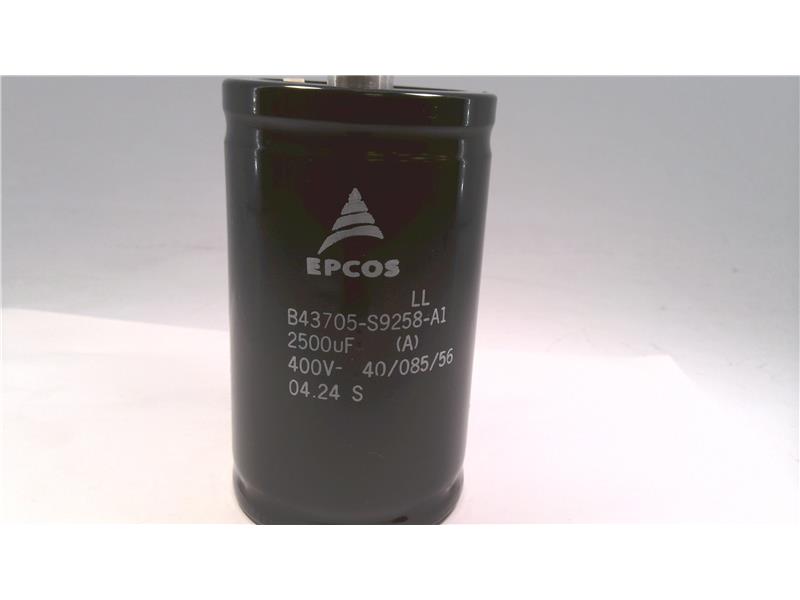 EPCOS
LL
B43705-S9258-A1
2500uF (A)
400V- 40/085/56
04.24 S